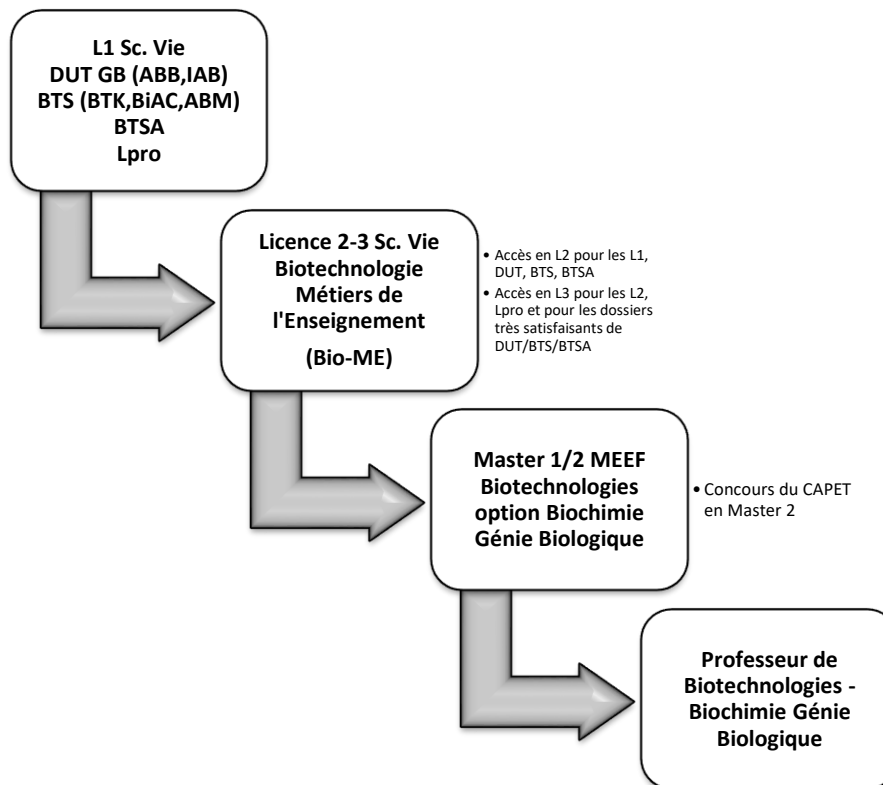 L1 Sc. Vie
DUT GB (ABB,IAB)
BTS (BTK,BiAC,ABM)
BTSA
Lpro
Licence 2-3 Sc. Vie
Biotechnologie
Métiers de
l'Enseignement
(Bio-ME)
• Accès en L2 pour les L1,
DUT, BTS, BTSA
• Accès en L3 pour les L2,
Lpro et pour les dossiers
très satisfaisants de
DUT/BTS/BTSA
Master 1/2 MEEF
Biotechnologies
option Biochimie
Génie Biologique
• Concours du CAPET
en Master 2
Professeur de
Biotechnologies -
Biochimie Génie
Biologique